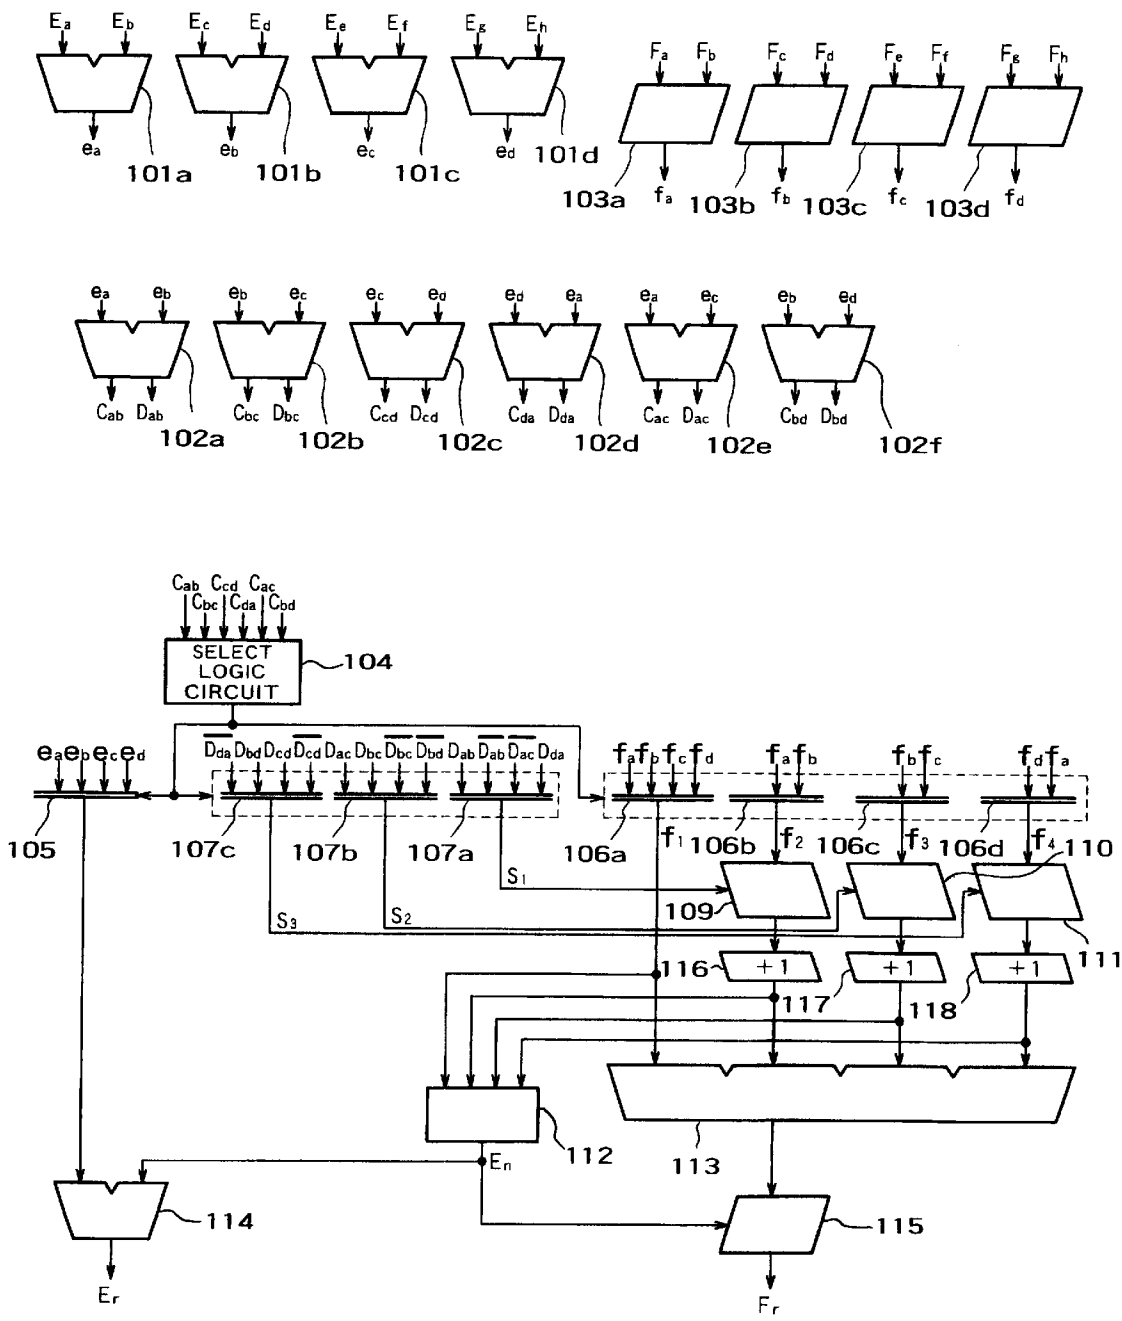 Ea Eb Ec Ed Ee Ef Eg Eh
Fa Fb Fc Fd Fe Ff Fg Fh
ea eb ec ed
101a 101b 101c 101d
fa fb fc fd
103a 103b 103c 103d
ea eb eb ec ec ed ed ea ea ec eb ed
Cab Dab Cbc Dbc Ccd Dcd Cda Dda Cac Dac Cbd Dbd
102a 102b 102c 102d 102e 102f
Cab Ccd Cac
Cbc Cda Cbd
SELECT
LOGIC
CIRCUIT
104
ea eb ec ed
D̅da Dbd Dcd D̅cd Dac Dbc D̅bc D̅bd Dab D̅ab D̅ac Dda
fa fb fc fd fa fb fb fc fd fa
105 107c 107b 107a 106a 106b 106c 106d 110
f1 f2 f3 f4
S1
109
S3 S2
111
116 +1 117 +1 118 +1
112
En
113
114
115
Er
Fr